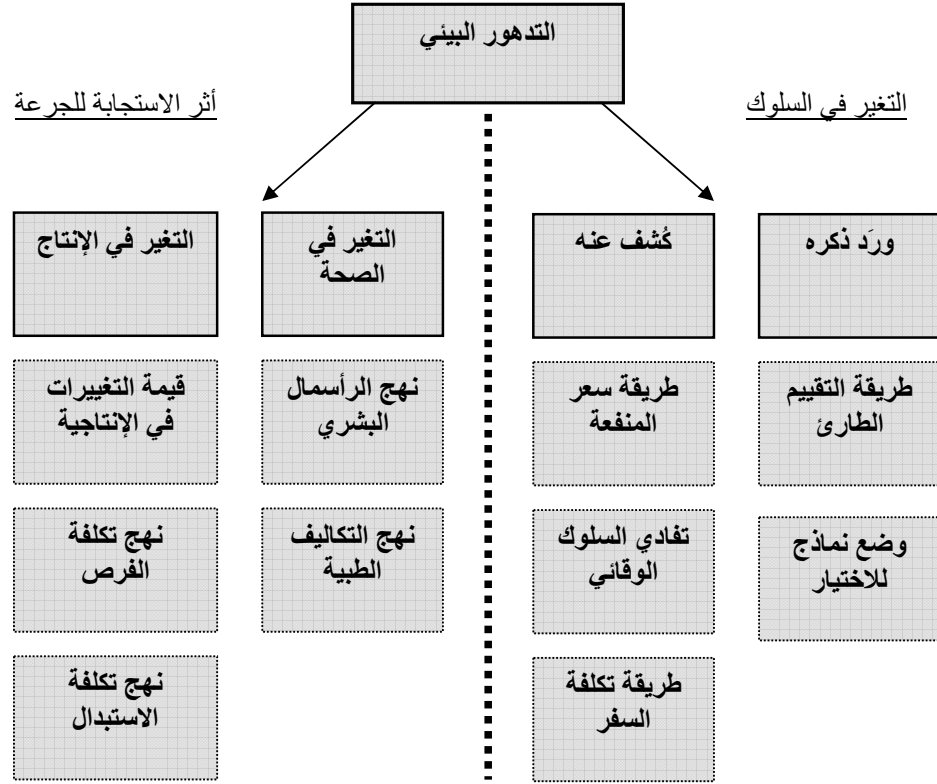 التدهور البيئي
التغير في السلوك
أثر الاستجابة للجرعة
ورَد ذكره
كُشف عنه
التغير في
الصحة
التغير في الإنتاج
طريقة التقييم
الطارئ
طريقة سعر
المنفعة
نهج الرأسمال
البشري
قيمة التغييرات
في الإنتاجية
وضع نماذج
للاختيار
تفادي السلوك
الوقائي
نهج التكاليف
الطبية
نهج تكلفة
الفرص
طريقة تكلفة
السفر
نهج تكلفة
الاستبدال